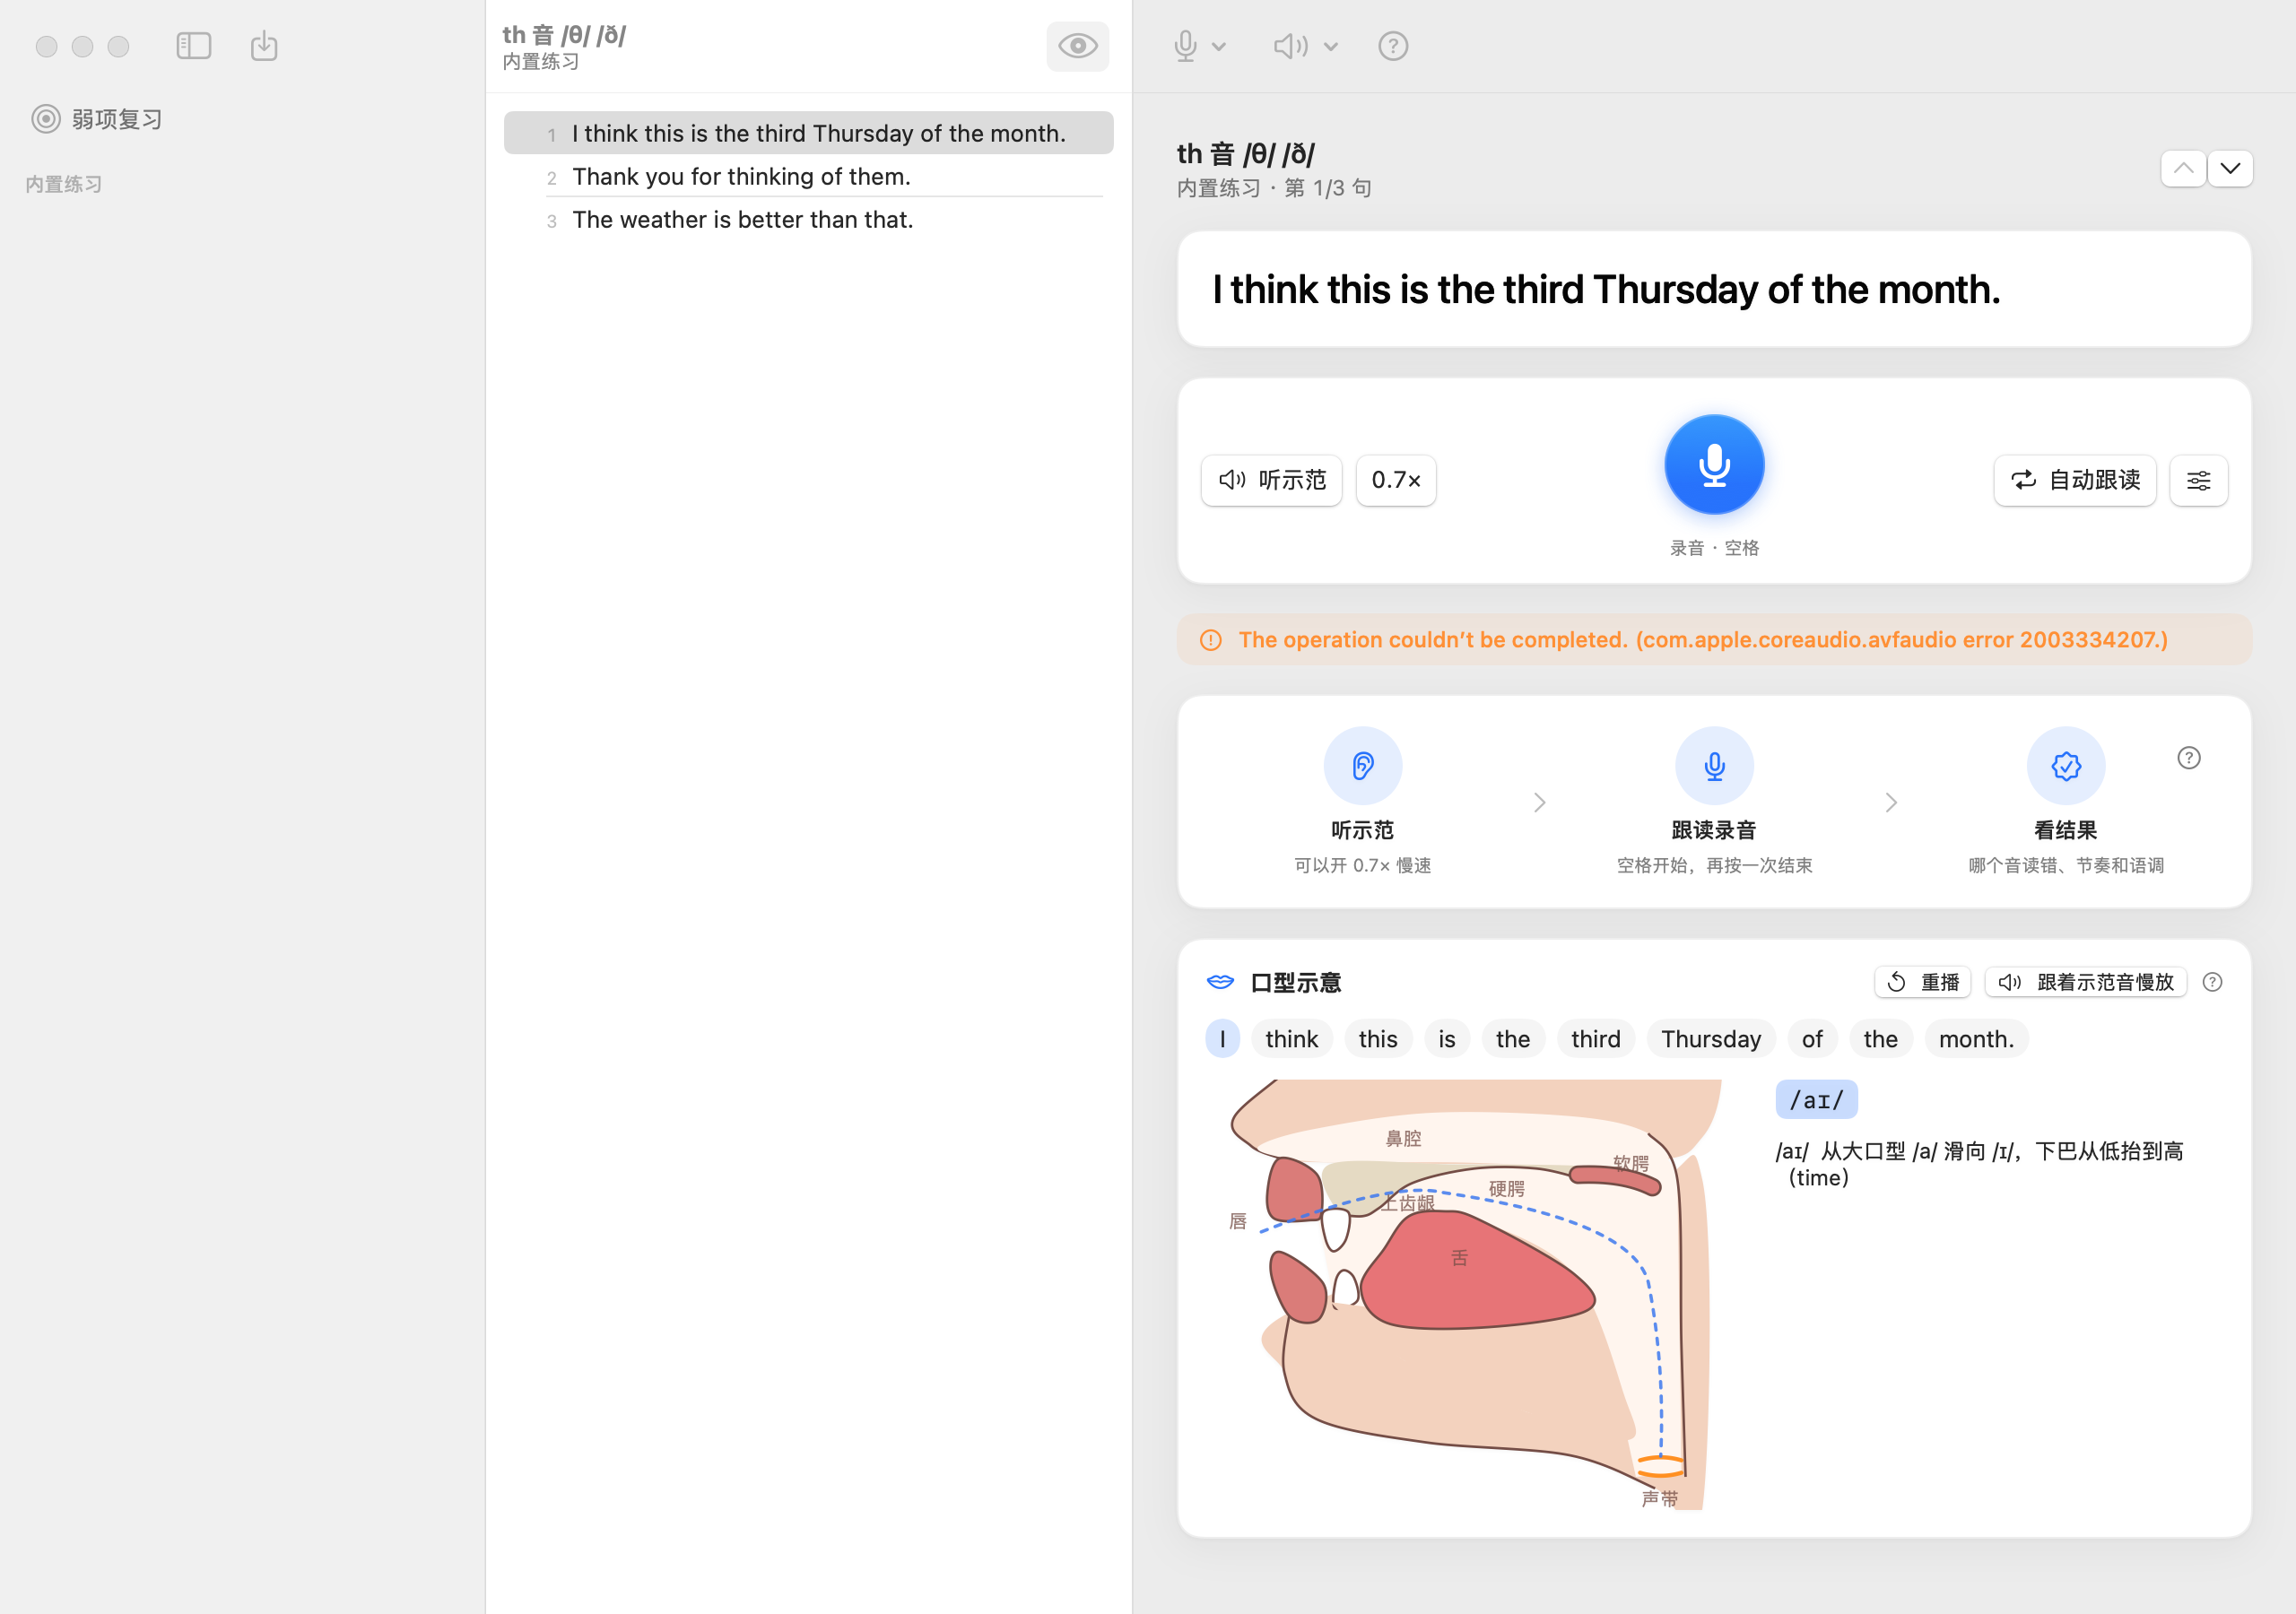 弱项复习
内置练习
th 音 /θ/ /ð/
内置练习
1 I think this is the third Thursday of the month.
2 Thank you for thinking of them.
3 The weather is better than that.
th 音 /θ/ /ð/
内置练习 · 第 1/3 句
I think this is the third Thursday of the month.
听示范
0.7×
录音 · 空格
自动跟读
The operation couldn’t be completed. (com.apple.coreaudio.avfaudio error 2003334207.)
听示范
可以开 0.7× 慢速
跟读录音
空格开始，再按一次结束
看结果
哪个音读错、节奏和语调
口型示意
重播
跟着示范音慢放
I think this is the third Thursday of the month.
鼻腔
软腭
硬腭
上齿龈
唇
舌
声带
/aɪ/
/aɪ/ 从大口型 /a/ 滑向 /ɪ/，下巴从低抬到高
（time）